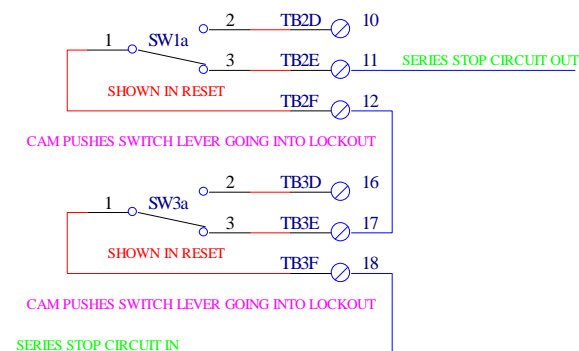 2 TB2D 10
1 SW1a
3 TB2E 11 SERIES STOP CIRCUIT OUT
SHOWN IN RESET
TB2F 12
CAM PUSHES SWITCH LEVER GOING INTO LOCKOUT
2 TB3D 16
1 SW3a
3 TB3E 17
SHOWN IN RESET
TB3F 18
CAM PUSHES SWITCH LEVER GOING INTO LOCKOUT
SERIES STOP CIRCUIT IN